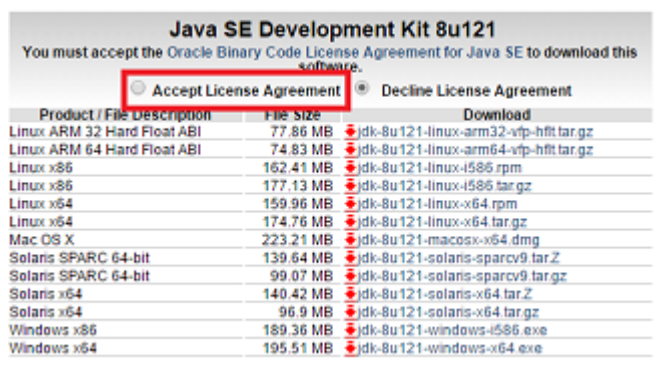 Java SE Development Kit 8u121
You must accept the Oracle Binary Code License Agreement for Java SE to download this
software.
Accept License Agreement Decline License Agreement
Product / File Description File Size Download
Linux ARM 32 Hard Float ABI 77.86 MB jdk-8u121-linux-arm32-vfp-hflt.tar.gz
Linux ARM 64 Hard Float ABI 74.83 MB jdk-8u121-linux-arm64-vfp-hflt.tar.gz
Linux x86 162.41 MB jdk-8u121-linux-i586.rpm
Linux x86 177.13 MB jdk-8u121-linux-i586.tar.gz
Linux x64 159.96 MB jdk-8u121-linux-x64.rpm
Linux x64 174.76 MB jdk-8u121-linux-x64.tar.gz
Mac OS X 223.21 MB jdk-8u121-macosx-x64.dmg
Solaris SPARC 64-bit 139.64 MB jdk-8u121-solaris-sparcv9.tar.Z
Solaris SPARC 64-bit 99.07 MB jdk-8u121-solaris-sparcv9.tar.gz
Solaris x64 140.42 MB jdk-8u121-solaris-x64.tar.Z
Solaris x64 96.9 MB jdk-8u121-solaris-x64.tar.gz
Windows x86 189.36 MB jdk-8u121-windows-i586.exe
Windows x64 195.51 MB jdk-8u121-windows-x64.exe